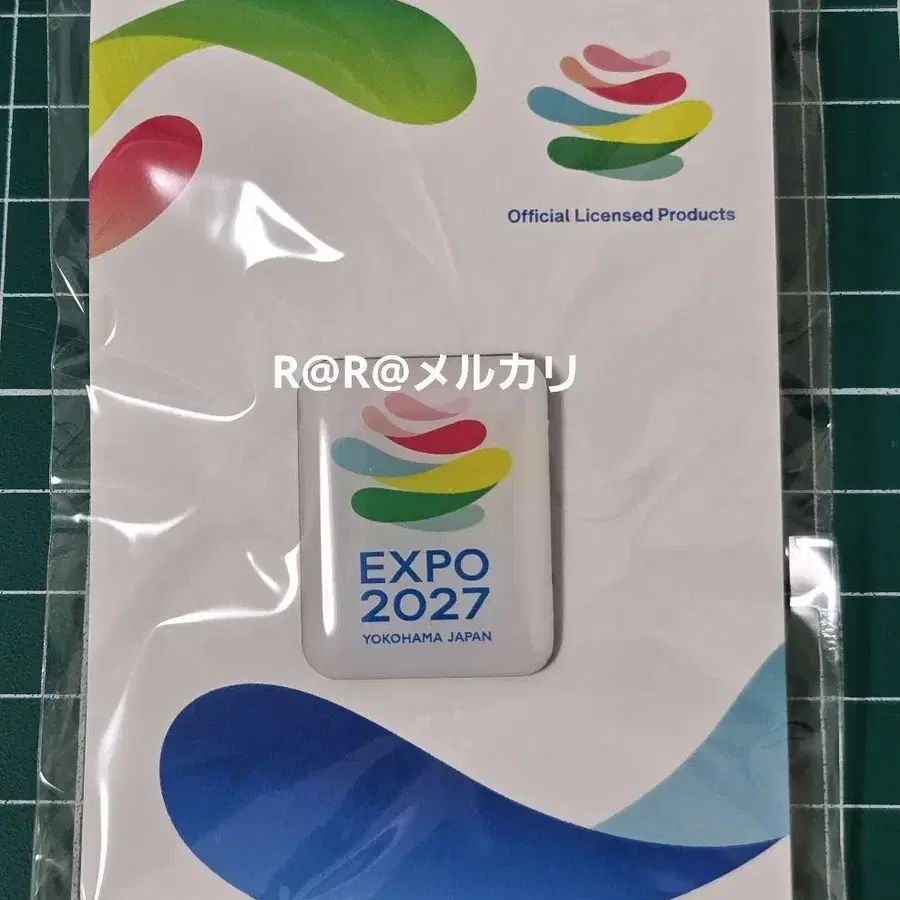 Official Licensed Products
R@R@メルカリ
EXPO
2027
YOKOHAMA JAPAN